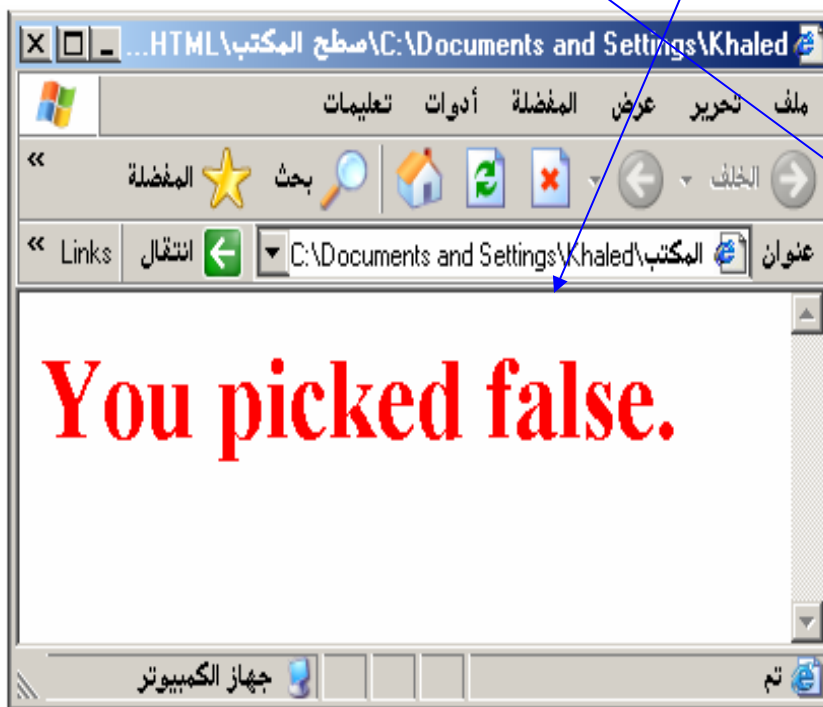 C:\Documents and Settings\Khaled\سطح المكتب\HTML...
ملف تحرير عرض المفضلة أدوات تعليمات
الخلف بحث المفضلة »
عنوان C:\Documents and Settings\Khaled\المكتب انتقال Links »
You picked false.
تم جهاز الكمبيوتر